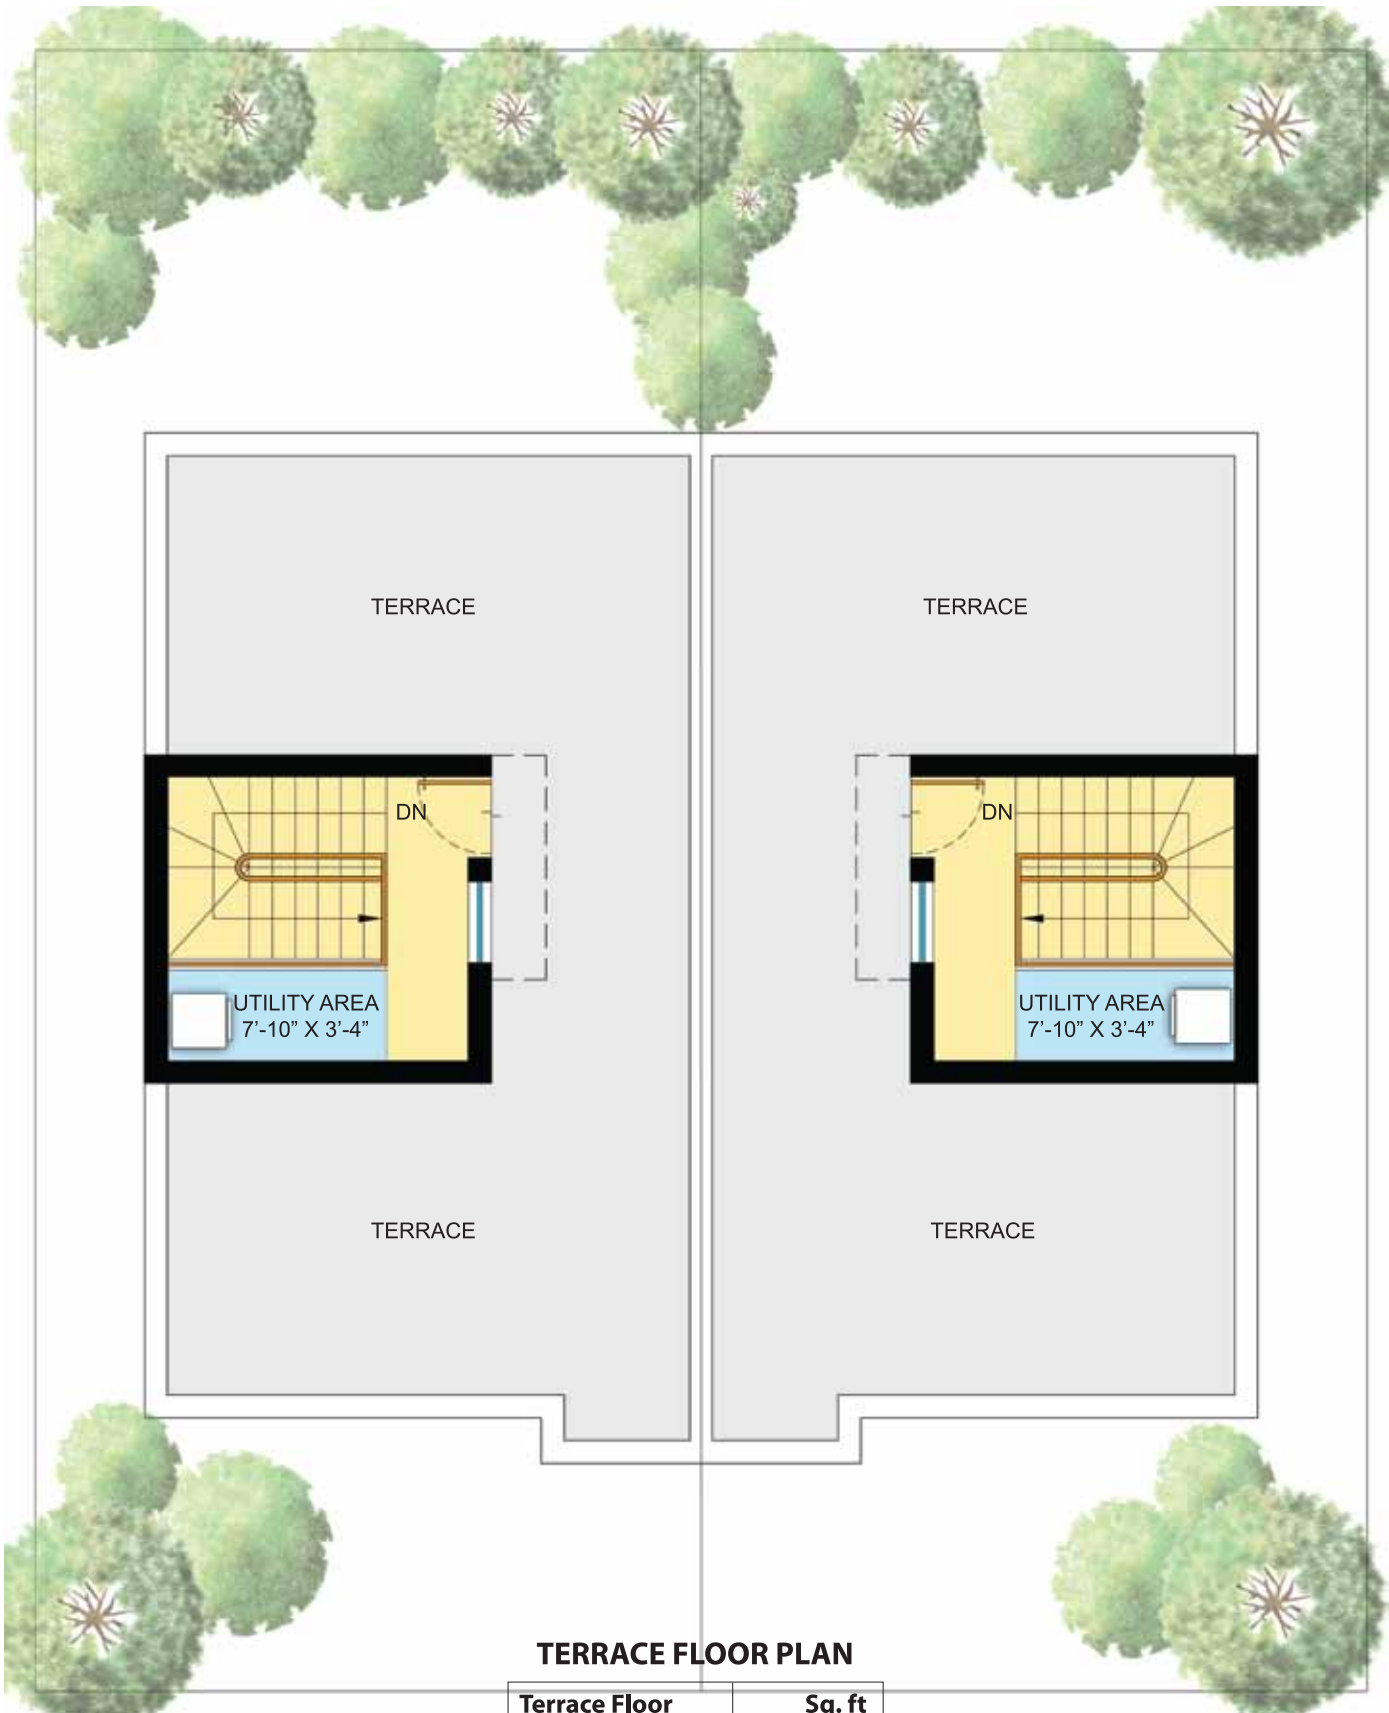 TERRACE TERRACE
DN DN
UTILITY AREA
7’-10” X 3’-4”
UTILITY AREA
7’-10” X 3’-4”
TERRACE TERRACE
TERRACE FLOOR PLAN
Terrace Floor Sq. ft